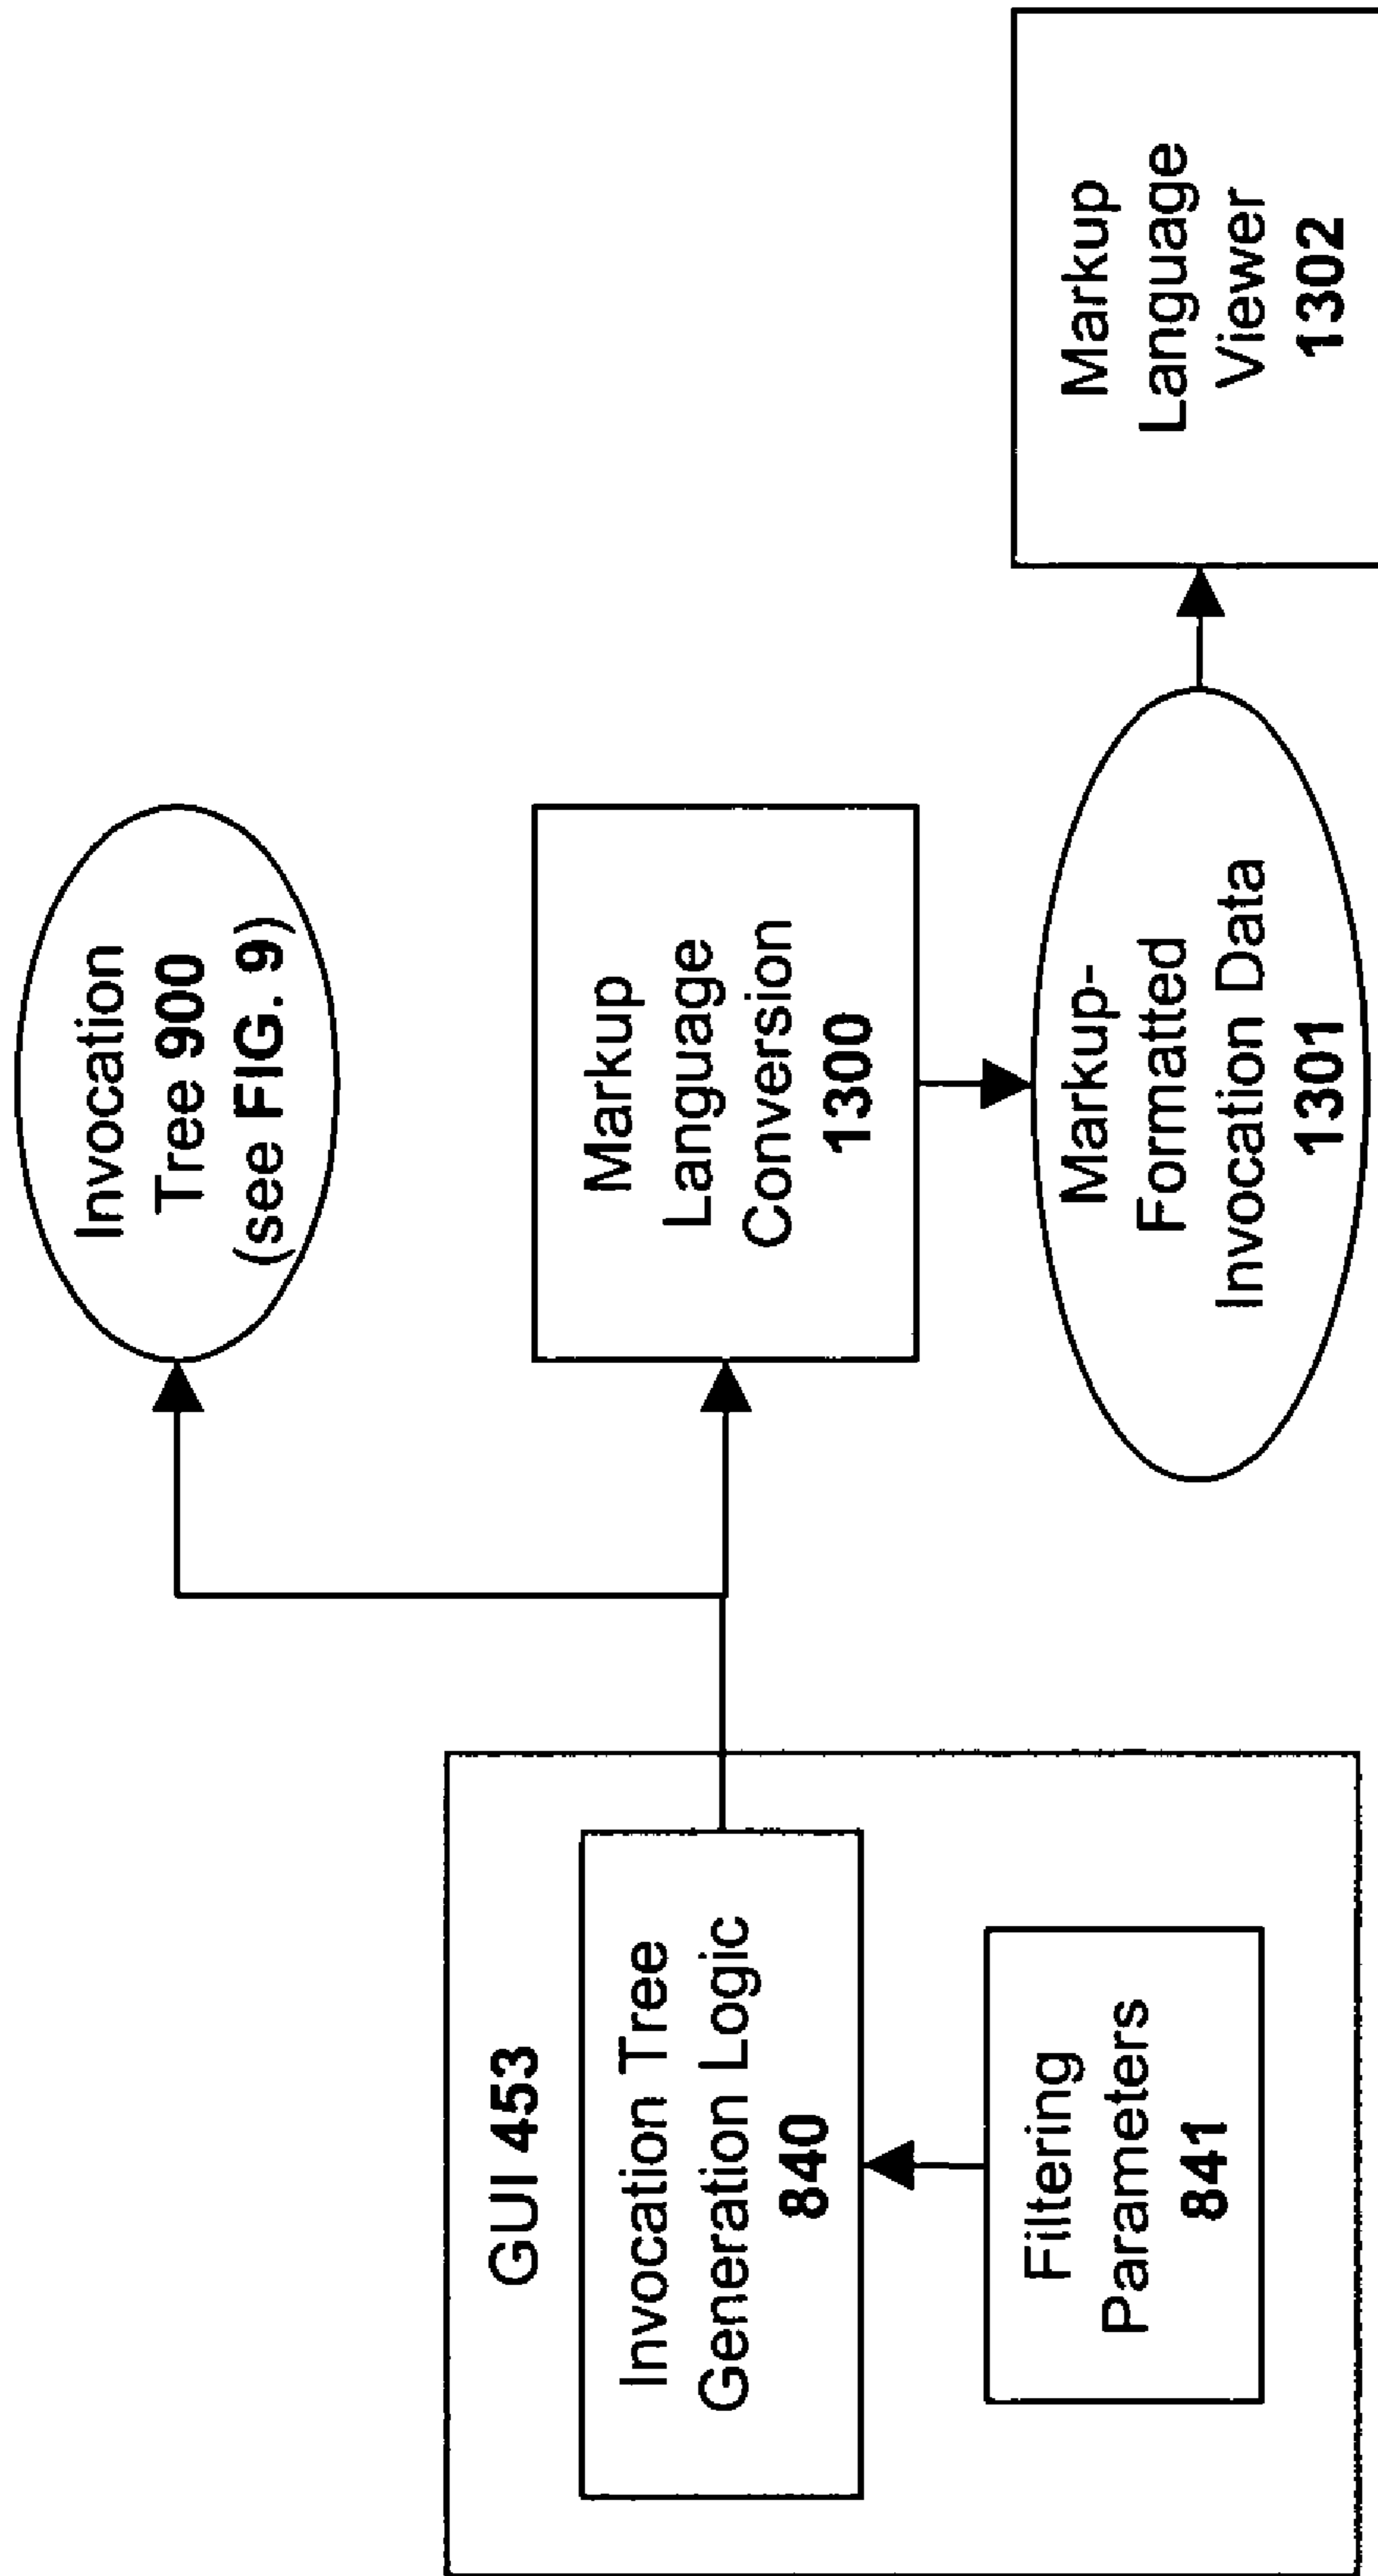 GUI 453
Invocation Tree
Generation Logic
840
Filtering
Parameters
841
Invocation
Tree 900
(see FIG. 9)
Markup
Language
Conversion
1300
Markup-
Formatted
Invocation Data
1301
Markup
Language
Viewer
1302